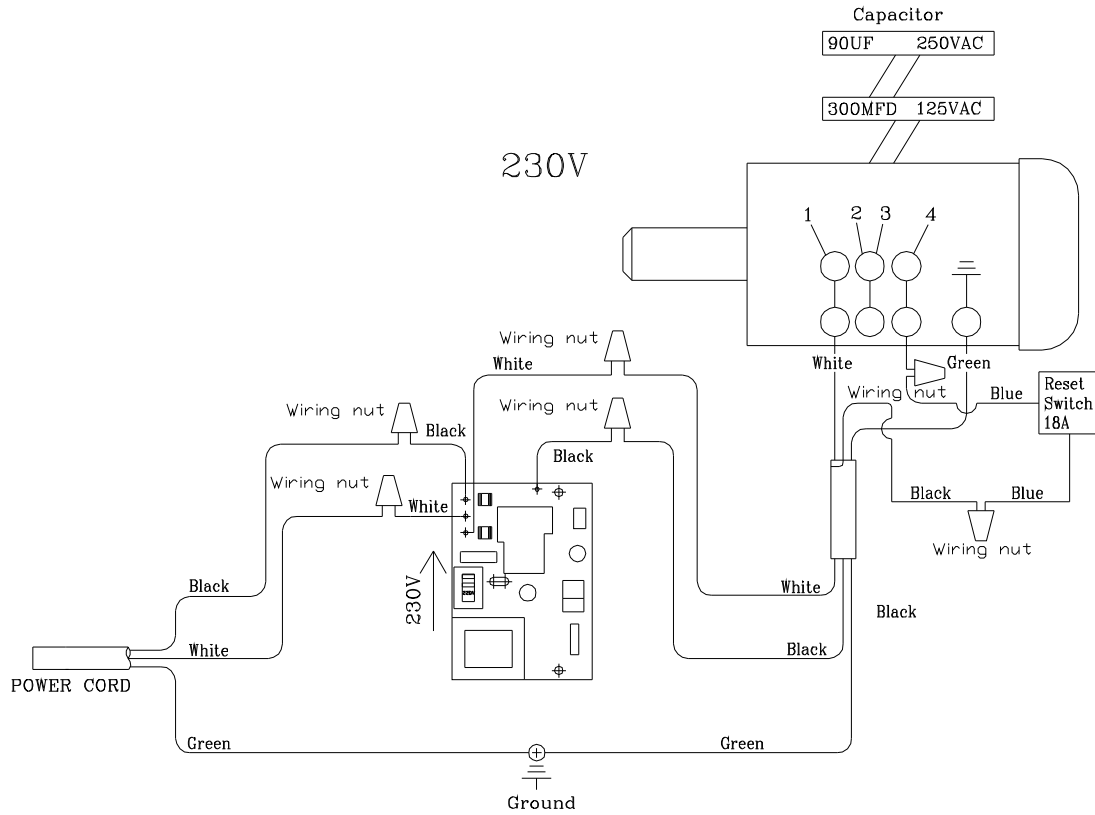 Capacitor
90UF 250VAC
300MFD 125VAC
230V
1 2 3 4
Wiring nut
White
White
Green
Wiring nut
Blue
Reset
Switch
18A
Wiring nut
Black
Wiring nut
Black
Wiring nut
White
Black
Blue
Wiring nut
230V
Black
White
Black
White
Black
POWER CORD
Green
Green
Ground